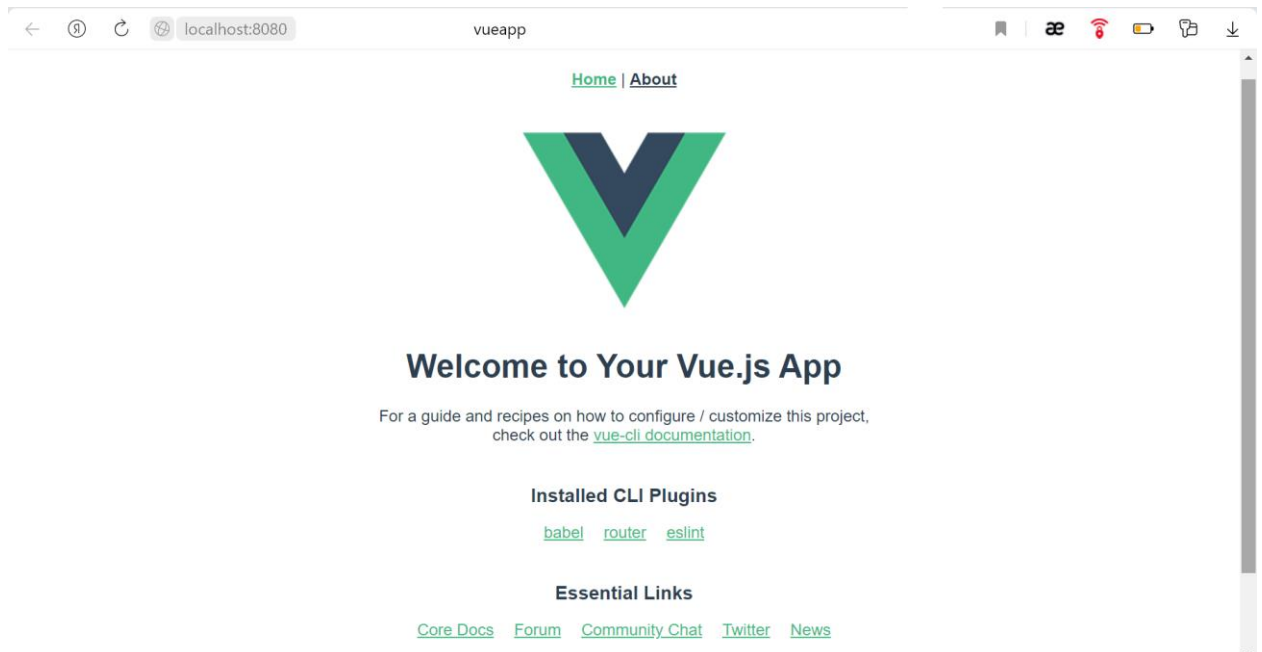 localhost:8080 vueapp
Home | About
Welcome to Your Vue.js App
For a guide and recipes on how to configure / customize this project,
check out the vue-cli documentation.
Installed CLI Plugins
babel router eslint
Essential Links
Core Docs Forum Community Chat Twitter News